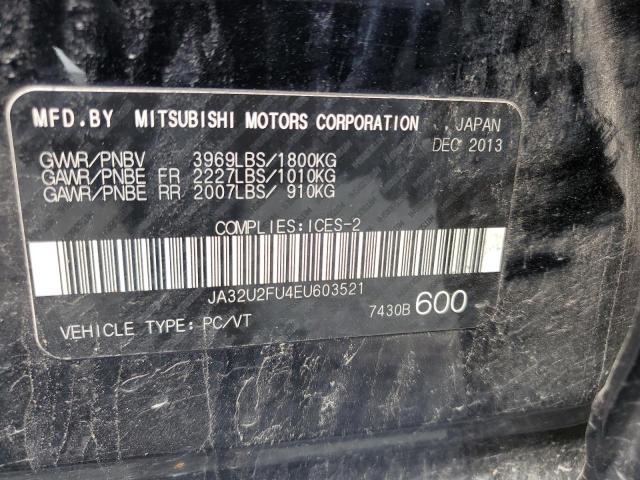 MFD.BY MITSUBISHI MOTORS CORPORATION JAPAN
DEC 2013
GVWR/PNBV 3969LBS/1800KG
GAWR/PNBE FR 2227LBS/1010KG
GAWR/PNBE RR 2007LBS/ 910KG
COMPLIES:ICES-2
JA32U2FU4EU603521
7430B 600
VEHICLE TYPE: PC/VT